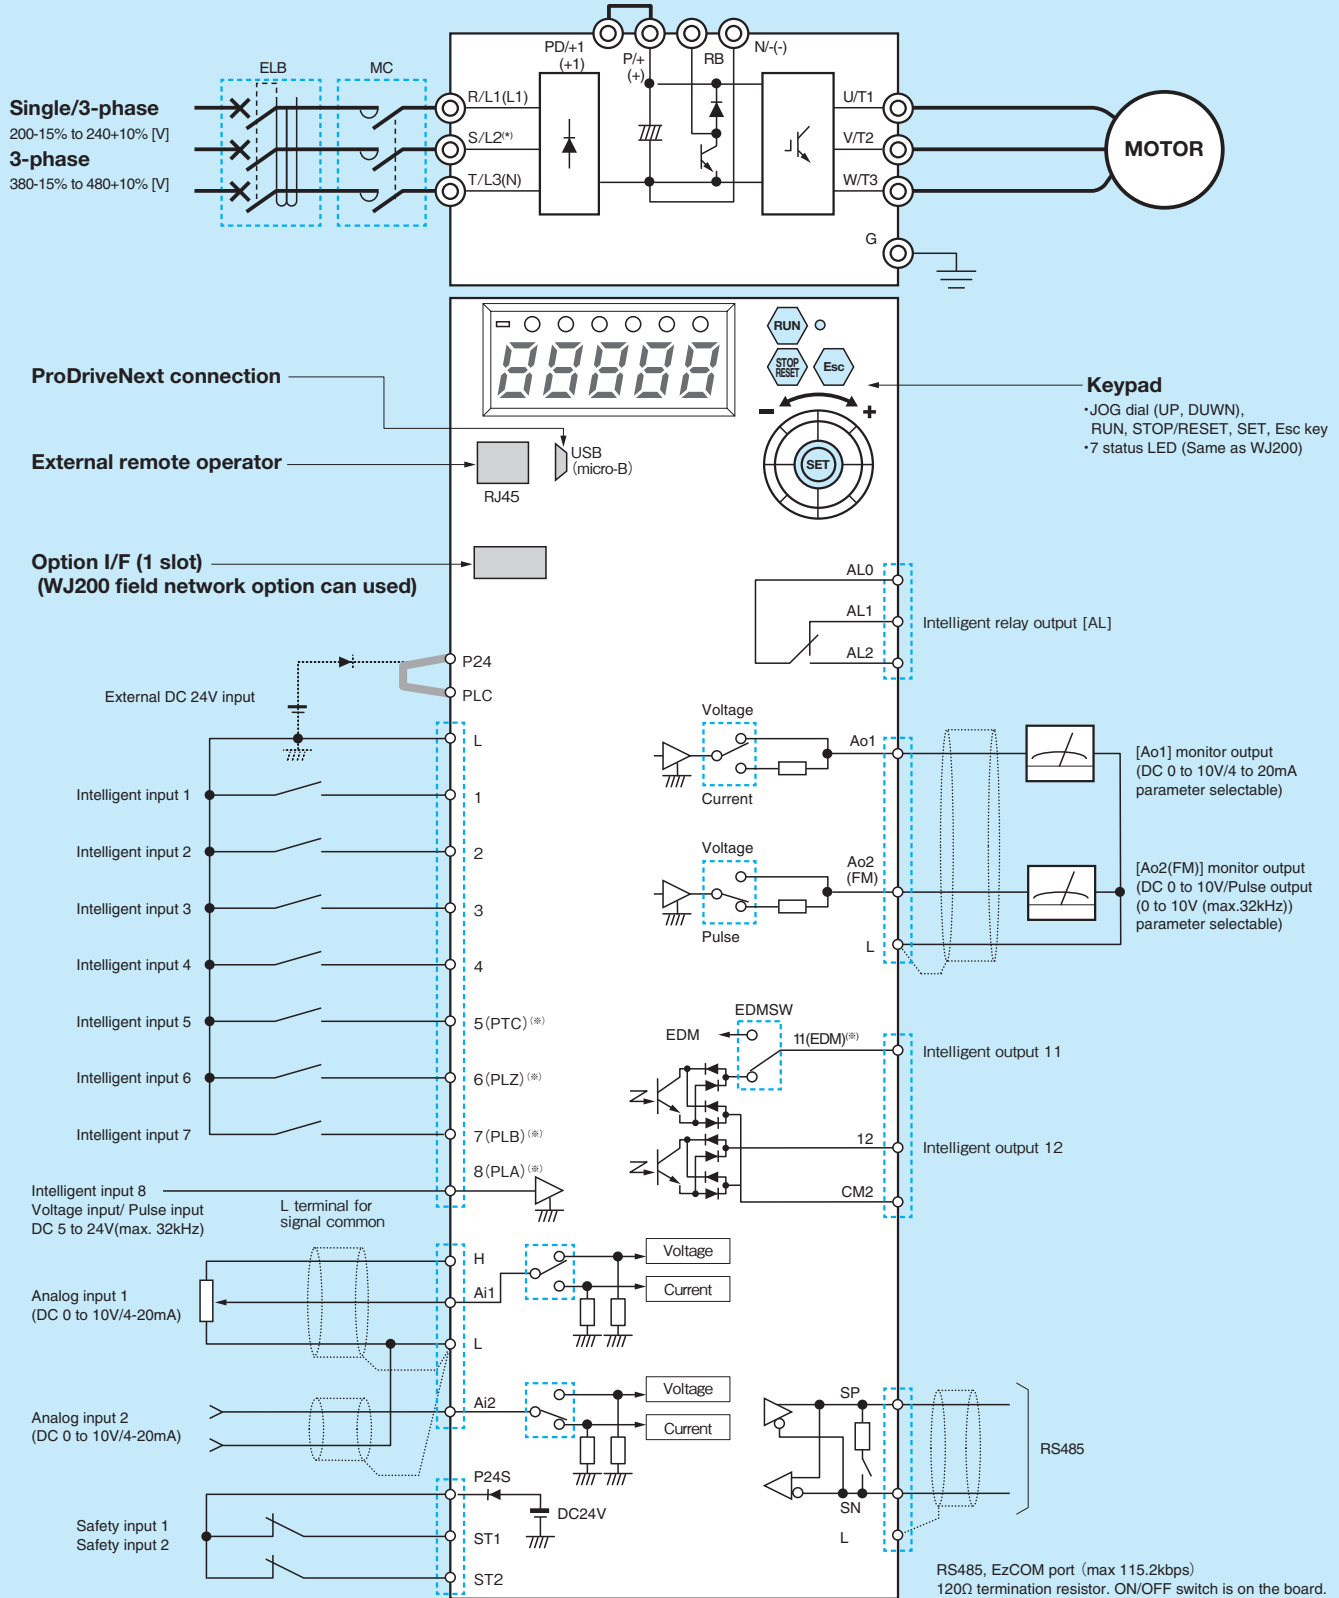 PD/+1
(+1)
P/+
(+)
RB
N/-(-)
ELB
MC
Single/3-phase
200-15% to 240+10% [V]
3-phase
380-15% to 480+10% [V]
R/L1(L1)
S/L2(*)
T/L3(N)
U/T1
V/T2
W/T3
MOTOR
G
RUN
STOP
RESET
Esc
SET
ProDriveNext connection
External remote operator
USB
(micro-B)
RJ45
Keypad
・JOG dial (UP, DUWN),
RUN, STOP/RESET, SET, Esc key
・7 status LED (Same as WJ200)
Option I/F (1 slot)
(WJ200 field network option can used)
AL0
AL1
AL2
Intelligent relay output [AL]
P24
PLC
External DC 24V input
L
Intelligent input 1
1
Intelligent input 2
2
Intelligent input 3
3
Intelligent input 4
4
Intelligent input 5
5(PTC)(※)
Intelligent input 6
6(PLZ)(※)
Intelligent input 7
7(PLB)(※)
8(PLA)(※)
Intelligent input 8
Voltage input/ Pulse input
DC 5 to 24V(max. 32kHz)
L terminal for
signal common
Voltage
Current
Ao1
[Ao1] monitor output
(DC 0 to 10V/4 to 20mA
parameter selectable)
Voltage
Pulse
Ao2
(FM)
[Ao2(FM)] monitor output
(DC 0 to 10V/Pulse output
(0 to 10V (max.32kHz))
parameter selectable)
L
EDMSW
EDM
11(EDM)(※)
Intelligent output 11
12
Intelligent output 12
CM2
Analog input 1
(DC 0 to 10V/4-20mA)
H
Ai1
L
Voltage
Current
Analog input 2
(DC 0 to 10V/4-20mA)
Ai2
Voltage
Current
Safety input 1
Safety input 2
P24S
DC24V
ST1
ST2
SP
SN
L
RS485
RS485, EzCOM port (max 115.2kbps)
120Ω termination resistor. ON/OFF switch is on the board.